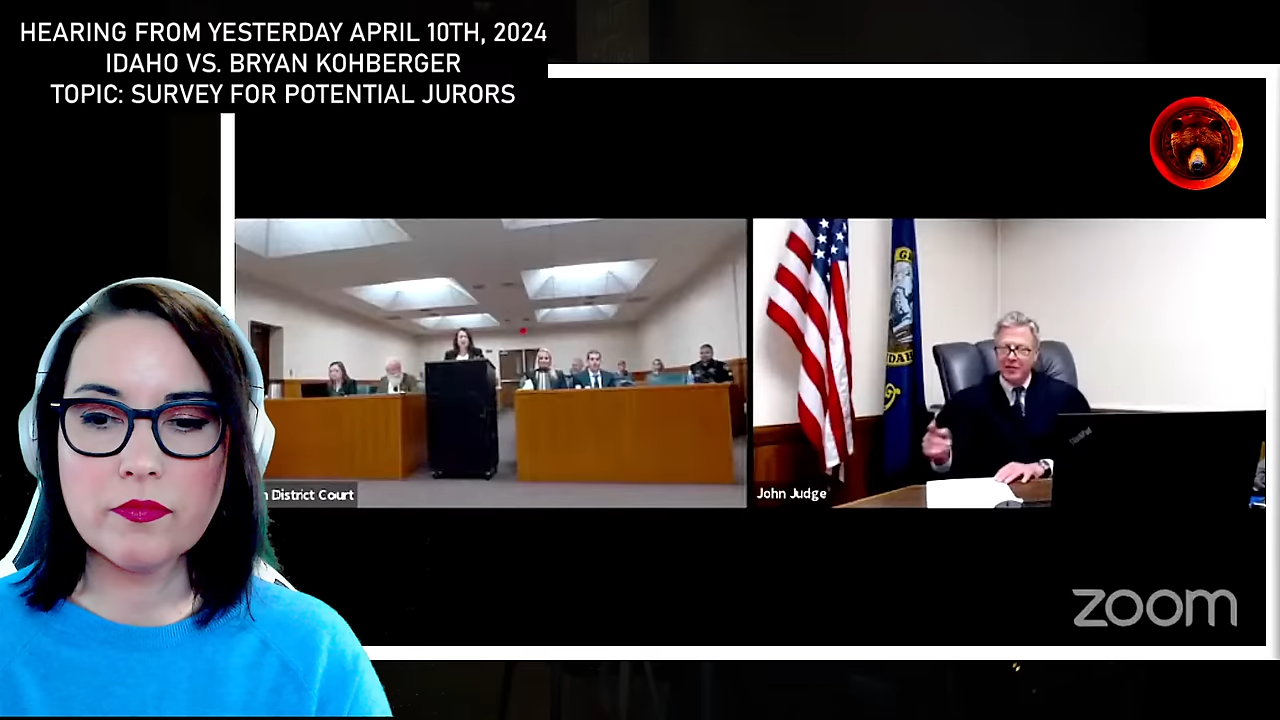 HEARING FROM YESTERDAY APRIL 10TH, 2024
IDAHO VS. BRYAN KOHBERGER
TOPIC: SURVEY FOR POTENTIAL JURORS
District Court
John Judge
ThinkPad
zoom